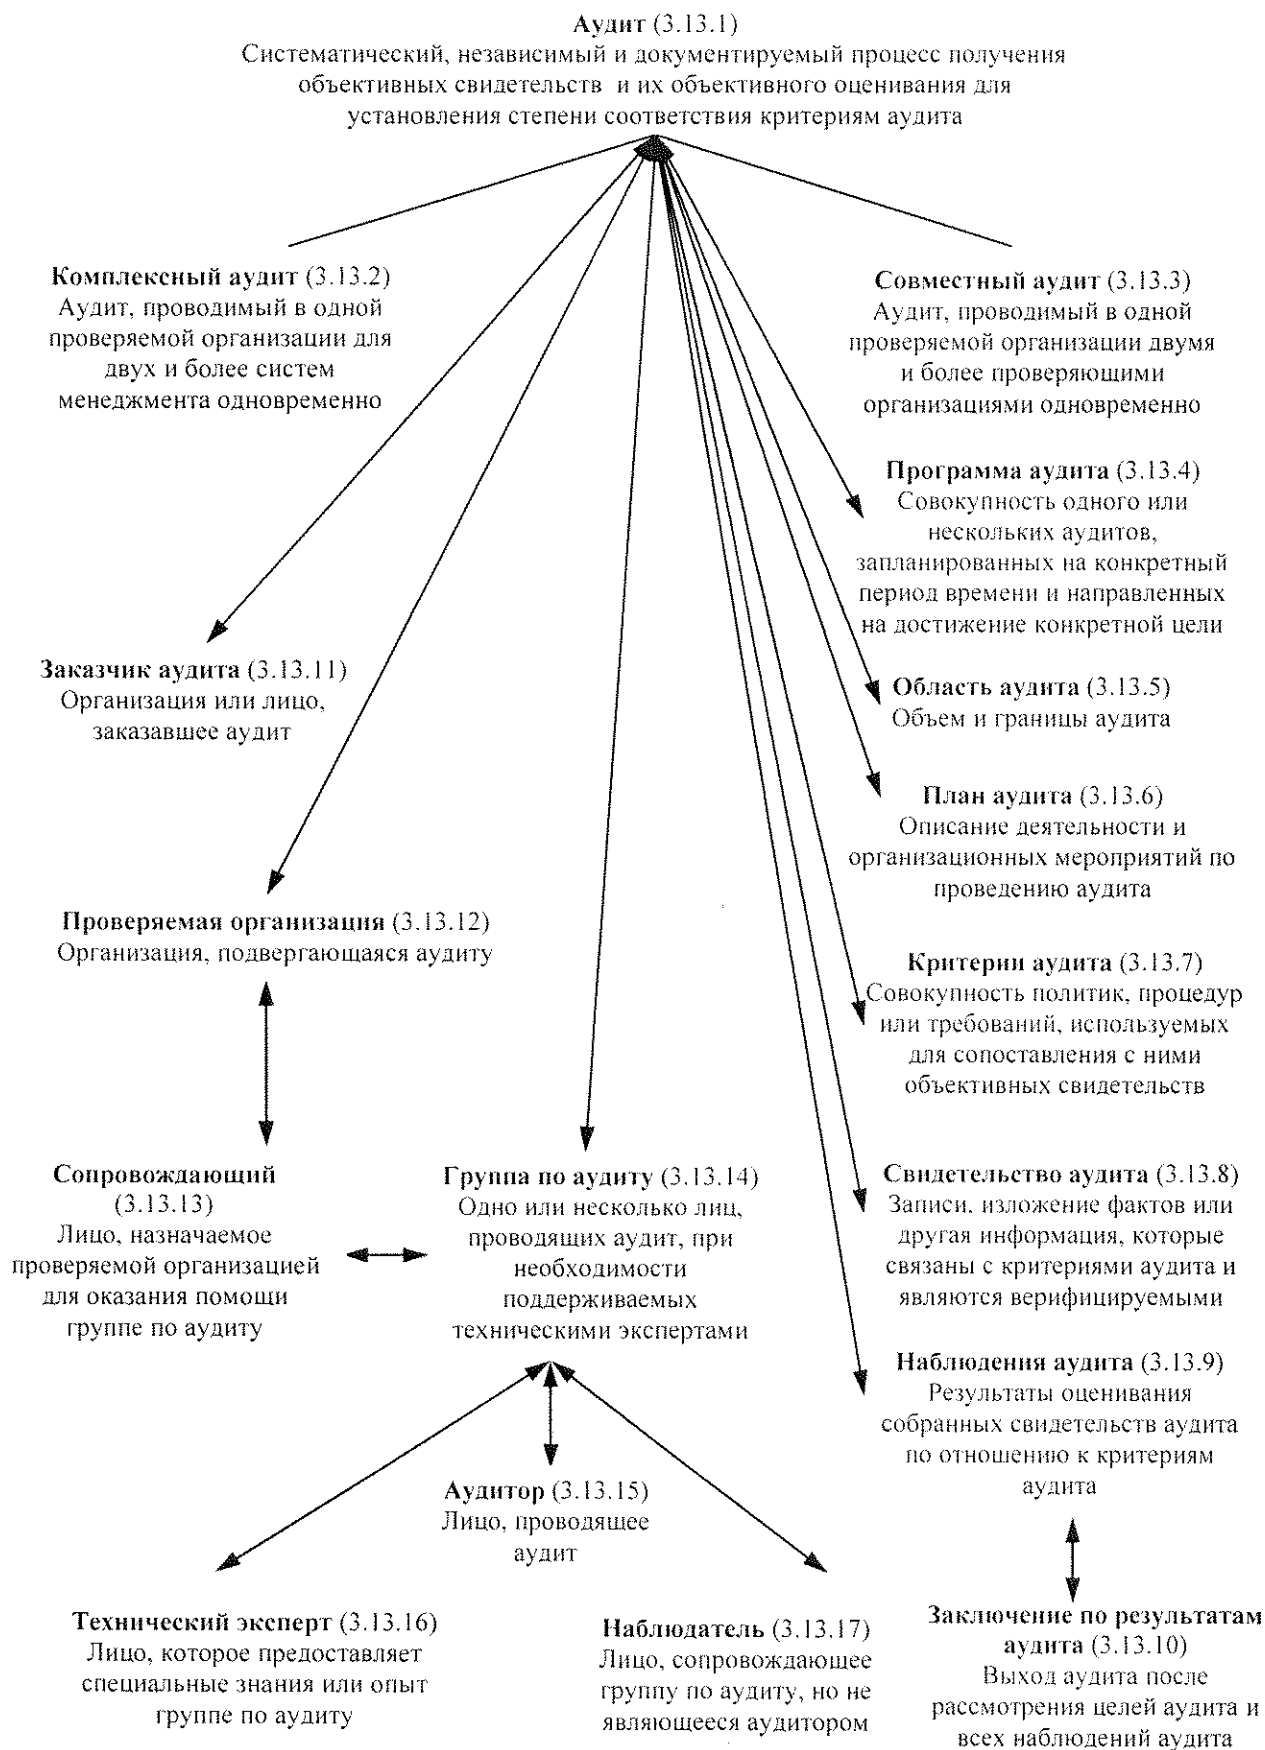 Аудит (3.13.1)
Систематический, независимый и документируемый процесс получения
объективных свидетельств и их объективного оценивания для
установления степени соответствия критериям аудита
Комплексный аудит (3.13.2)
Аудит, проводимый в одной
проверяемой организации для
двух и более систем
менеджмента одновременно
Совместный аудит (3.13.3)
Аудит, проводимый в одной
проверяемой организации двумя
и более проверяющими
организациями одновременно
Программа аудита (3.13.4)
Совокупность одного или
нескольких аудитов,
запланированных на конкретный
период времени и направленных
на достижение конкретной цели
Заказчик аудита (3.13.11)
Организация или лицо,
заказавшее аудит
Область аудита (3.13.5)
Объем и границы аудита
План аудита (3.13.6)
Описание деятельности и
организационных мероприятий по
проведению аудита
Проверяемая организация (3.13.12)
Организация, подвергающаяся аудиту
Критерии аудита (3.13.7)
Совокупность политик, процедур
или требований, используемых
для сопоставления с ними
объективных свидетельств
Сопровождающий
(3.13.13)
Лицо, назначаемое
проверяемой организацией
для оказания помощи
группе по аудиту
Группа по аудиту (3.13.14)
Одно или несколько лиц,
проводящих аудит, при
необходимости
поддерживаемых
техническими экспертами
Свидетельство аудита (3.13.8)
Записи, изложение фактов или
другая информация, которые
связаны с критериями аудита и
являются верифицируемыми
Наблюдения аудита (3.13.9)
Результаты оценивания
собранных свидетельств аудита
по отношению к критериям
аудита
Аудитор (3.13.15)
Лицо, проводящее
аудит
Технический эксперт (3.13.16)
Лицо, которое предоставляет
специальные знания или опыт
группе по аудиту
Наблюдатель (3.13.17)
Лицо, сопровождающее
группу по аудиту, но не
являющееся аудитором
Заключение по результатам
аудита (3.13.10)
Выход аудита после
рассмотрения целей аудита и
всех наблюдений аудита